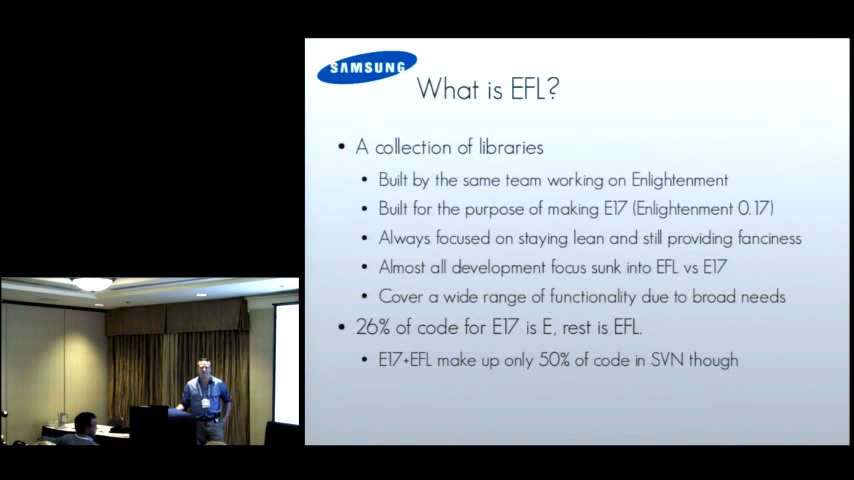 SAMSUNG
What is EFL?
• A collection of libraries
• Built by the same team working on Enlightenment
• Built for the purpose of making E17 (Enlightenment 0.17)
• Always focused on staying lean and still providing fanciness
• Almost all development focus sunk into EFL vs E17
• Cover a wide range of functionality due to broad needs
• 26% of code for E17 is E, rest is EFL.
• E17+EFL make up only 50% of code in SVN though